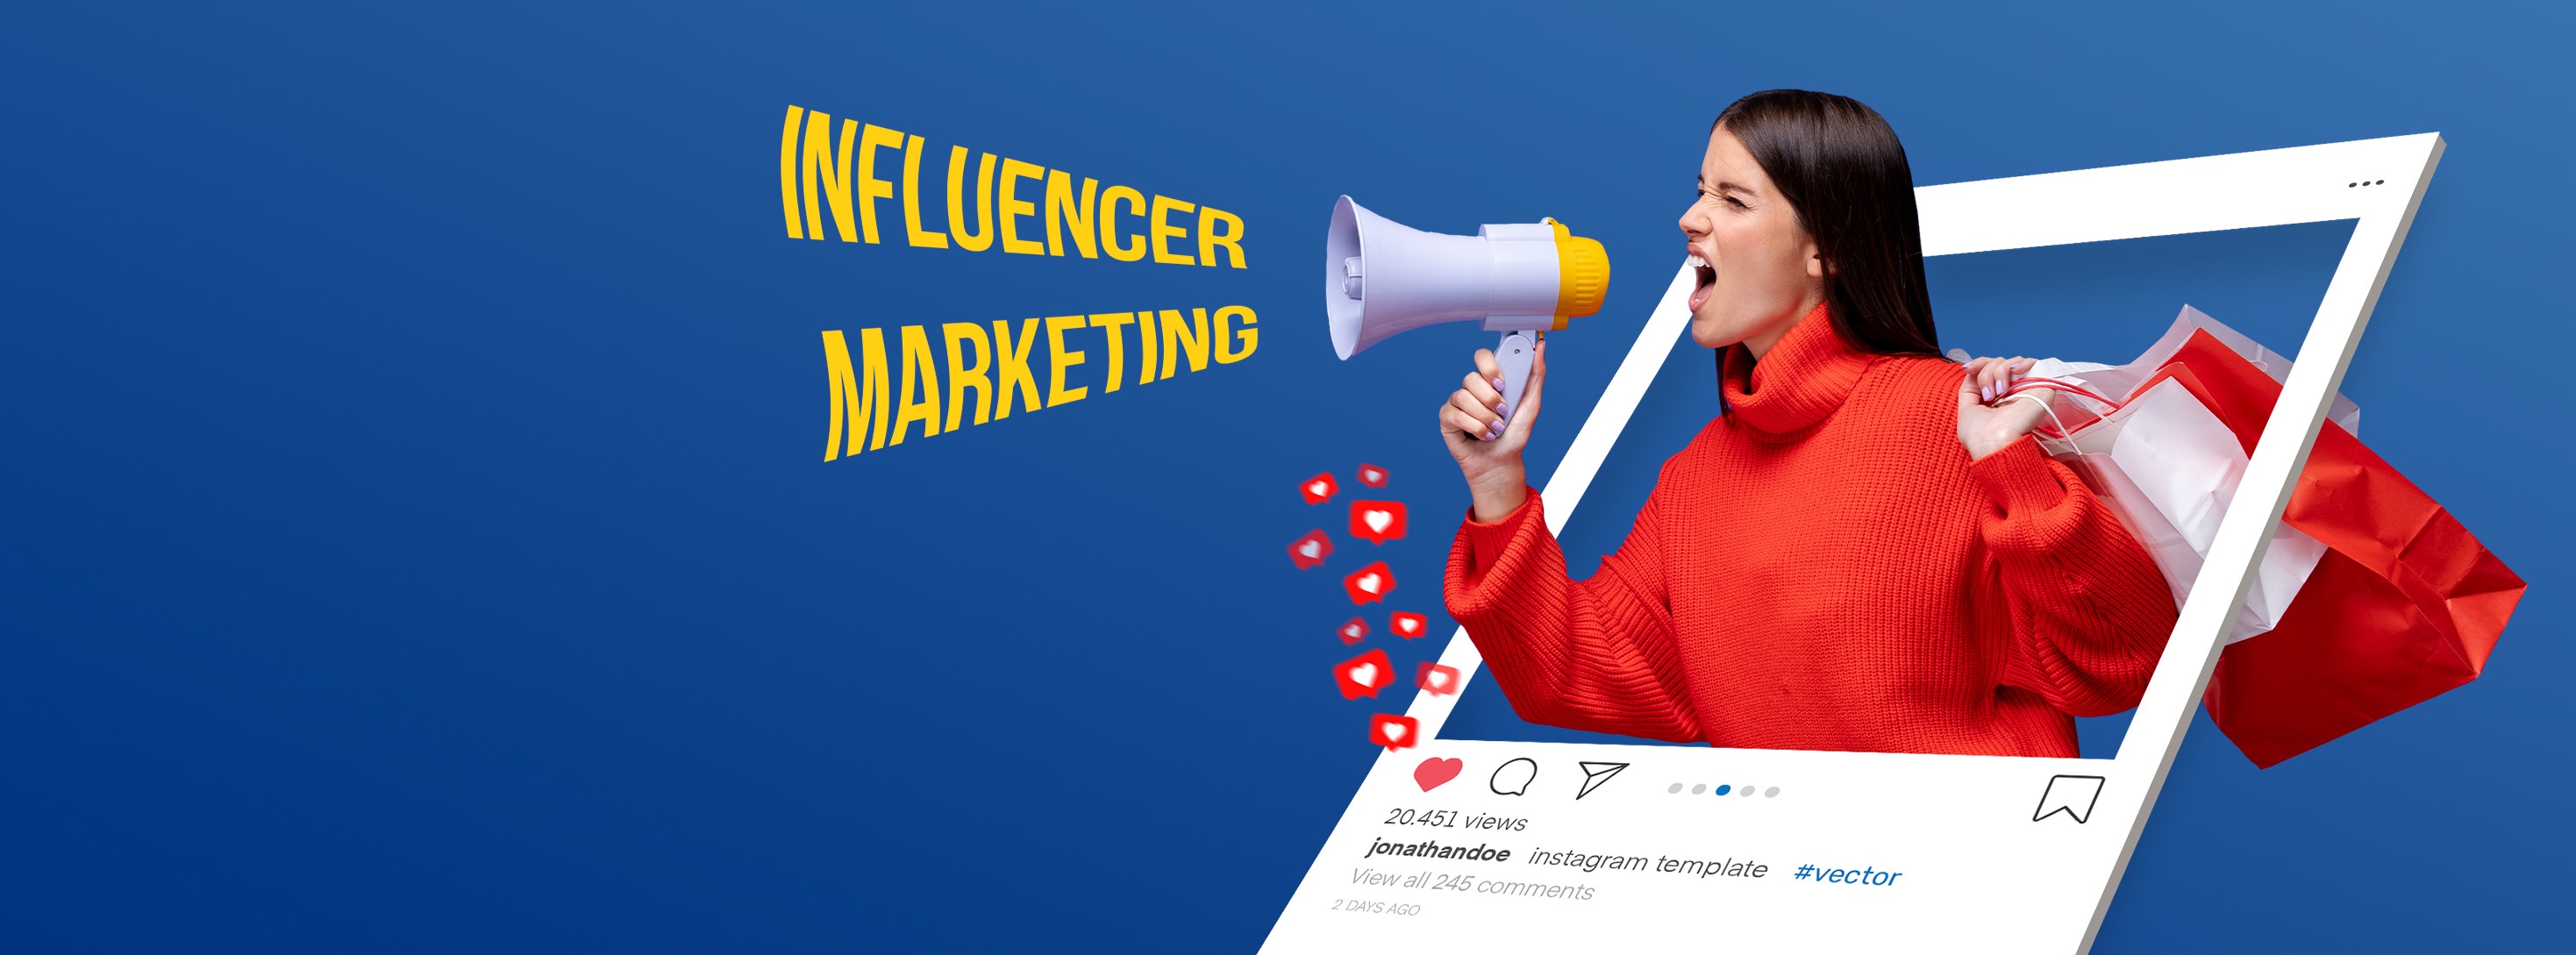 INFLUENCER
MARKETING
20.451 views
jonathandoe instagram template #vector
View all 245 comments
2 DAYS AGO